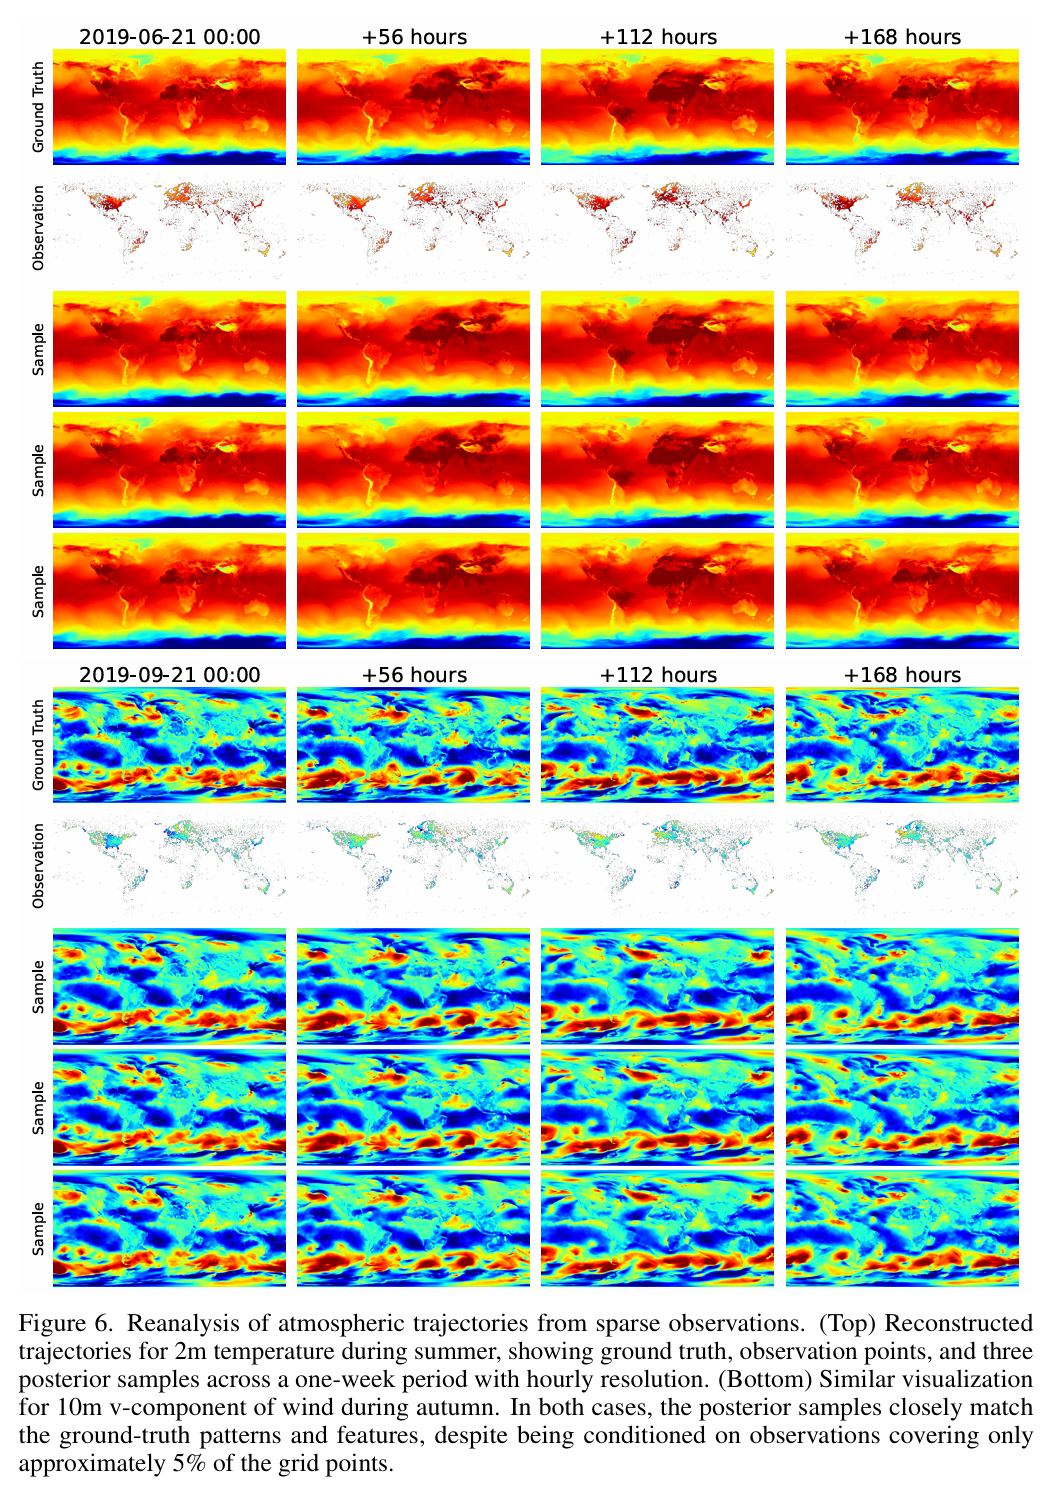 2019-06-21 00:00 +56 hours +112 hours +168 hours
Ground Truth
Observation
Sample
Sample
Sample
2019-09-21 00:00 +56 hours +112 hours +168 hours
Ground Truth
Observation
Sample
Sample
Sample
Figure 6. Reanalysis of atmospheric trajectories from sparse observations. (Top) Reconstructed
trajectories for 2m temperature during summer, showing ground truth, observation points, and three
posterior samples across a one-week period with hourly resolution. (Bottom) Similar visualization
for 10m v-component of wind during autumn. In both cases, the posterior samples closely match
the ground-truth patterns and features, despite being conditioned on observations covering only
approximately 5% of the grid points.